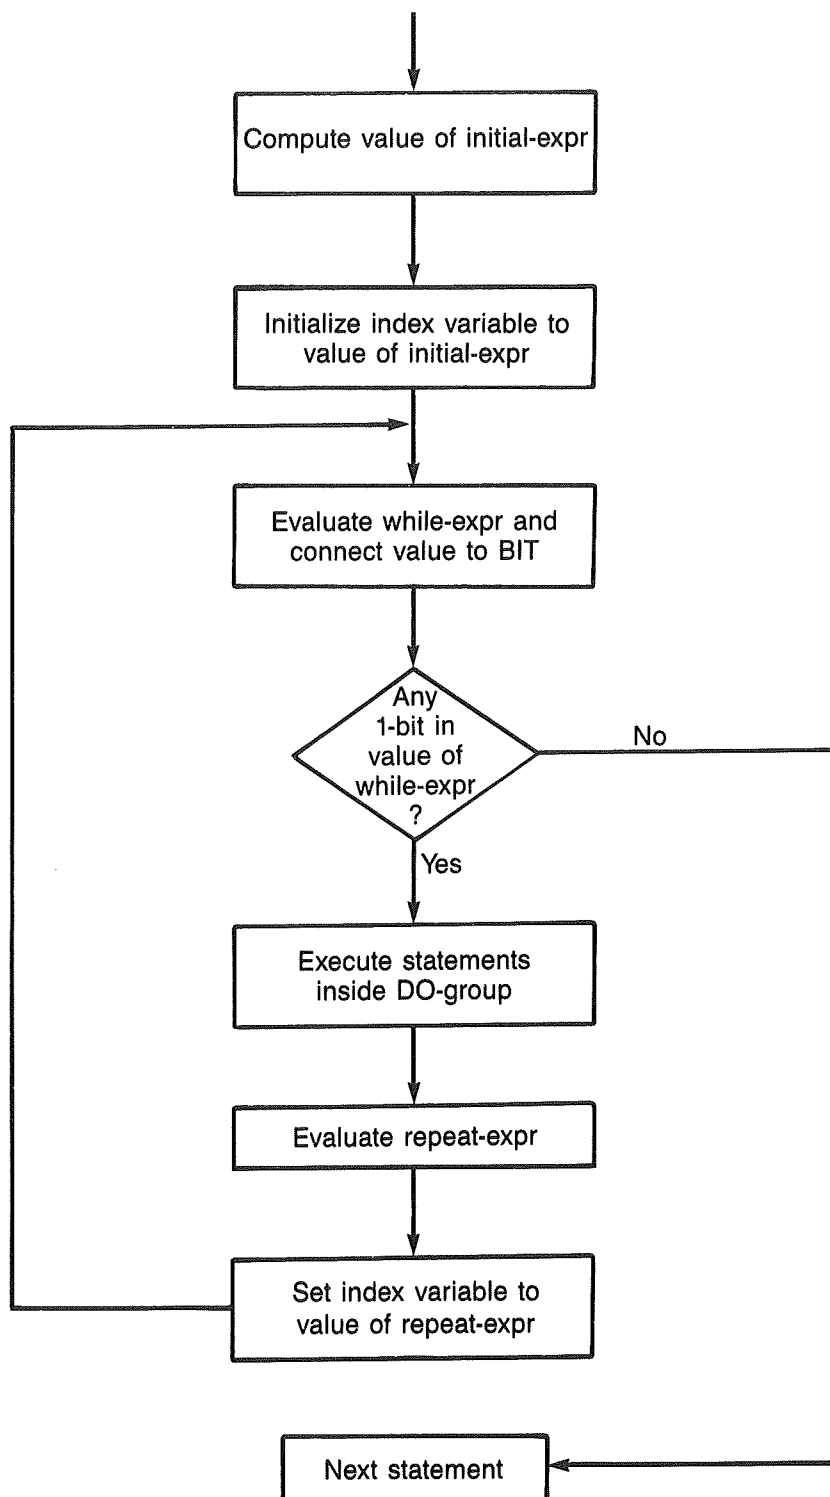 Compute value of initial-expr
Initialize index variable to
value of initial-expr
Evaluate while-expr and
connect value to BIT
Any
1-bit in
value of
while-expr
?
No
Yes
Execute statements
inside DO-group
Evaluate repeat-expr
Set index variable to
value of repeat-expr
Next statement